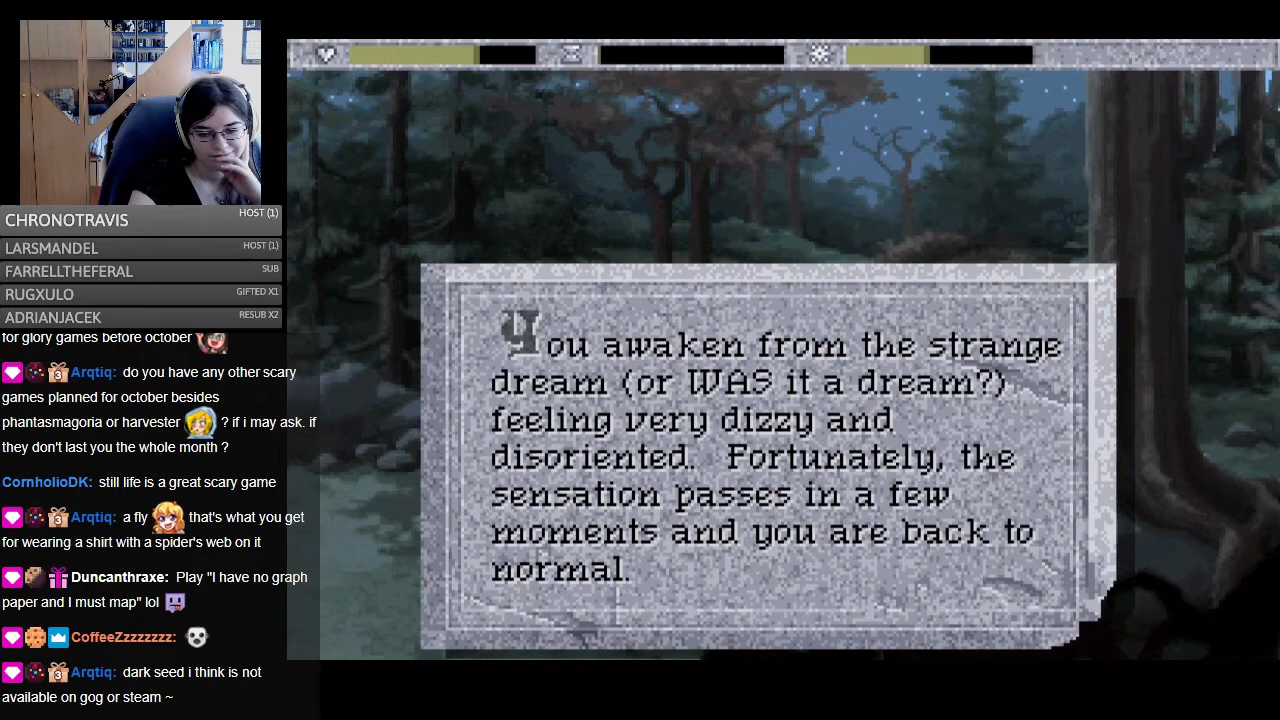 CHRONOTRAVIS HOST (1)
LARSMANDEL HOST (1)
FARRELLTHEFERAL SUB
RUGXULO GIFTED X1
ADRIANJACEK RESUB X2
for glory games before october
3 Arqtiq: do you have any other scary
games planned for october besides
phantasmagoria or harvester ? if i may ask. if
they don't last you the whole month ?
CornholioDK: still life is a great scary game
3 Arqtiq: a fly that's what you get
for wearing a shirt with a spider's web on it
Duncanthraxe: Play "I have no graph
paper and I must map" lol
CoffeeZzzzzzzz:
3 Arqtiq: dark seed i think is not
available on gog or steam ~
You awaken from the strange
dream (or WAS it a dream?)
feeling very dizzy and
disoriented. Fortunately, the
sensation passes in a few
moments and you are back to
normal.